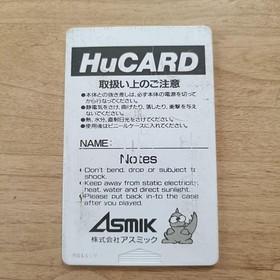 HuCARD
取扱い上のご注意
●本体との抜き差しは、必ず本体の電源を切って
から行なってください。
●静電気をさけ、曲げたり、落したり、衝撃を与え
ないでください。
●熱、水分、直射日光をさけてください。
●使用後はビニールケースに入れてください。
NAME:
Notes
●Don't bend, drop or subject to
shock.
●Keep away from static electricity,
heat, water and direct sunlight.
●Please put back in-to the case
after you played.
ASMIK
株式会社アスミック